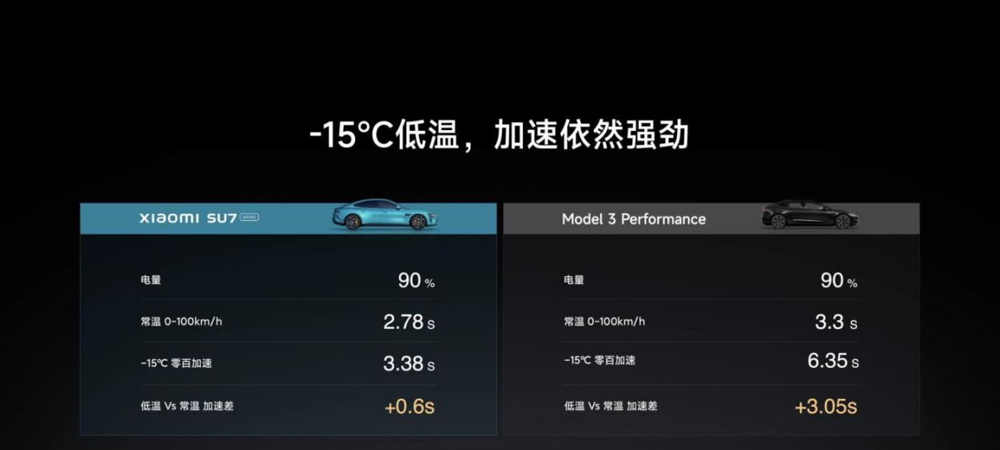 -15°C低温，加速依然强劲
xiaomi SU7 series
电量 90 %
常温 0~100km/h 2.78 s
-15℃ 零百加速 3.38 s
低温 Vs 常温 加速差 +0.6s
Model 3 Performance
电量 90 %
常温 0~100km/h 3.3 s
-15℃ 零百加速 6.35 s
低温 Vs 常温 加速差 +3.05s